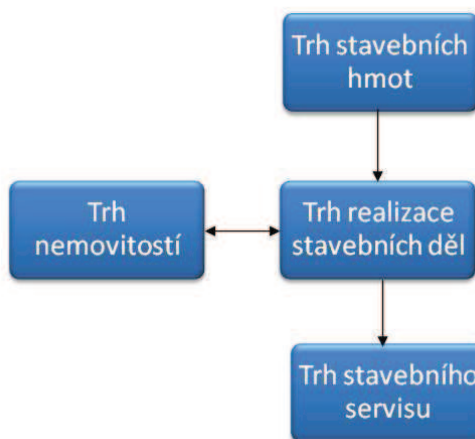 Trh stavebních
hmot
Trh
nemovitostí
Trh realizace
stavebních děl
Trh stavebního
servisu